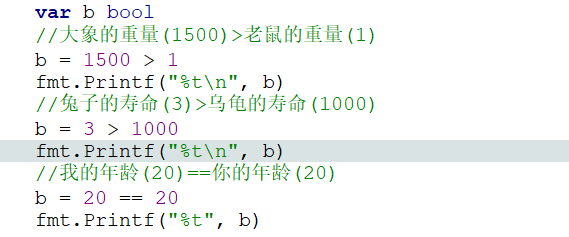 var b bool
//大象的重量(1500)>老鼠的重量(1)
b = 1500 > 1
fmt.Printf("%t\n", b)
//兔子的寿命(3)>乌龟的寿命(1000)
b = 3 > 1000
fmt.Printf("%t\n", b)
//我的年龄(20)==你的年龄(20)
b = 20 == 20
fmt.Printf("%t", b)